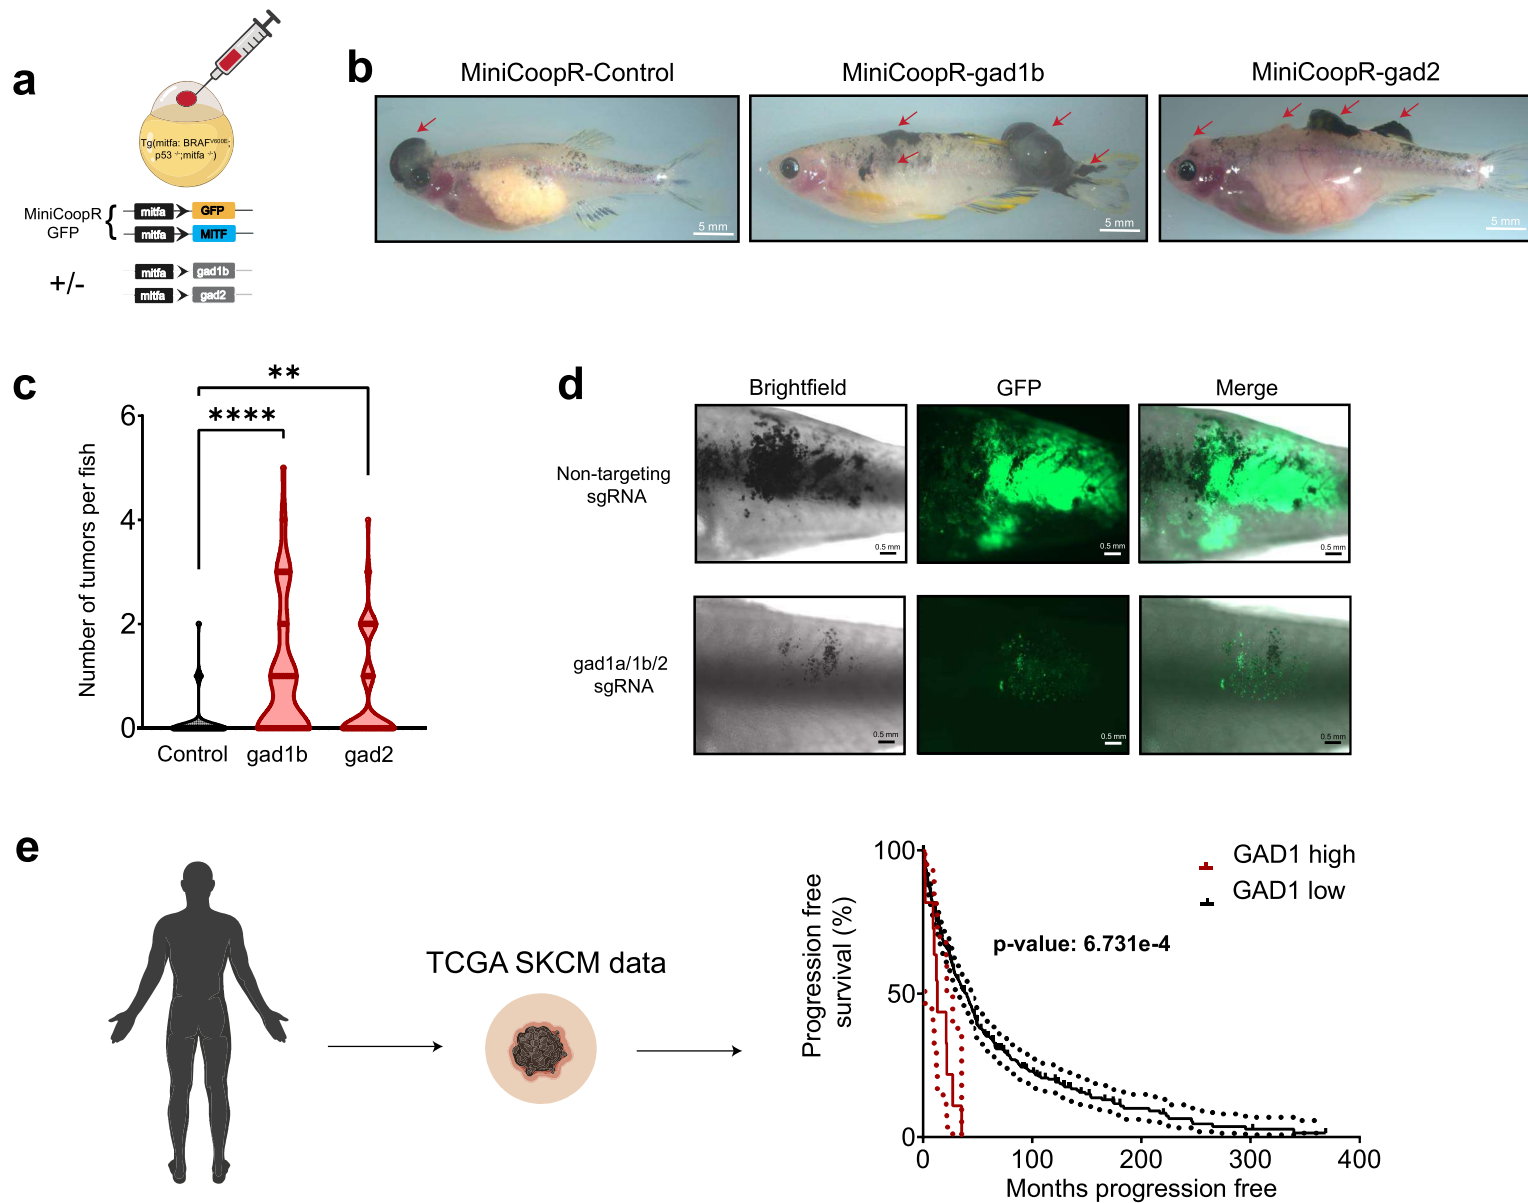 a
Tg(mitfa: BRAFV600E;
p53 -/-;mitfa -/-)
MiniCoopR
GFP
{
mitfa GFP
mitfa MITF
+/-
mitfa gad1b
mitfa gad2
b
MiniCoopR-Control
MiniCoopR-gad1b
MiniCoopR-gad2
5 mm
5 mm
5 mm
c
Number of tumors per fish
6
4
2
0
**
****
Control
gad1b
gad2
d
Brightfield
GFP
Merge
Non-targeting
sgRNA
0.5 mm
0.5 mm
0.5 mm
gad1a/1b/2
sgRNA
0.5 mm
0.5 mm
0.5 mm
e
TCGA SKCM data
Progression free
survival (%)
100
50
0
GAD1 high
GAD1 low
p-value: 6.731e-4
0
100
200
300
400
Months progression free